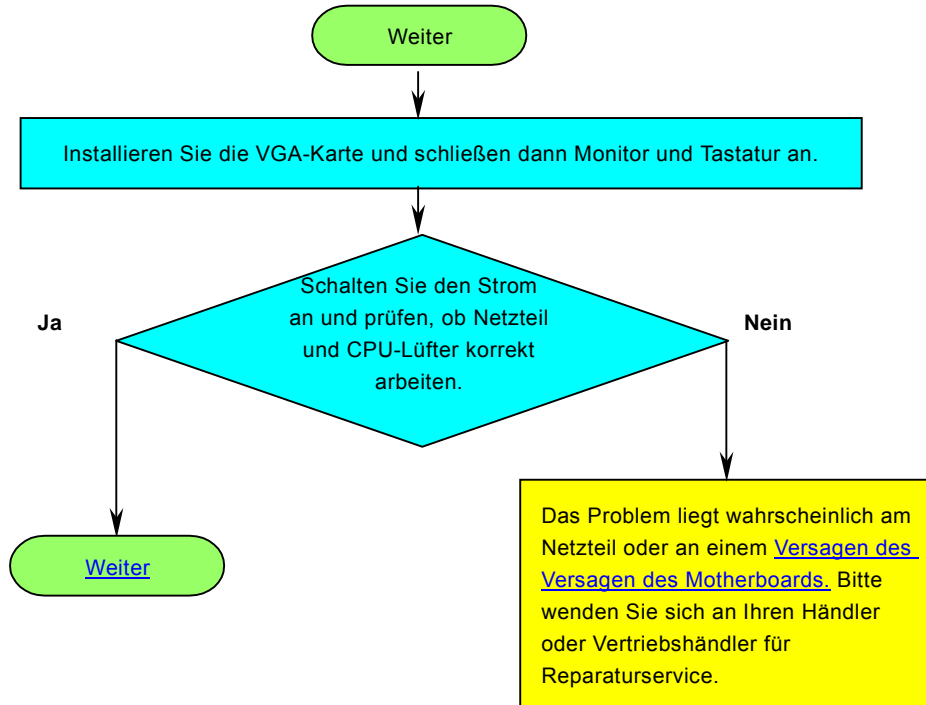 Weiter
Installieren Sie die VGA-Karte und schließen dann Monitor und Tastatur an.
Schalten Sie den Strom
an und prüfen, ob Netzteil
und CPU-Lüfter korrekt
arbeiten.
Ja
Nein
Weiter
Das Problem liegt wahrscheinlich am
Netzteil oder an einem Versagen des
Versagen des Motherboards. Bitte
wenden Sie sich an Ihren Händler
oder Vertriebshändler für
Reparaturservice.